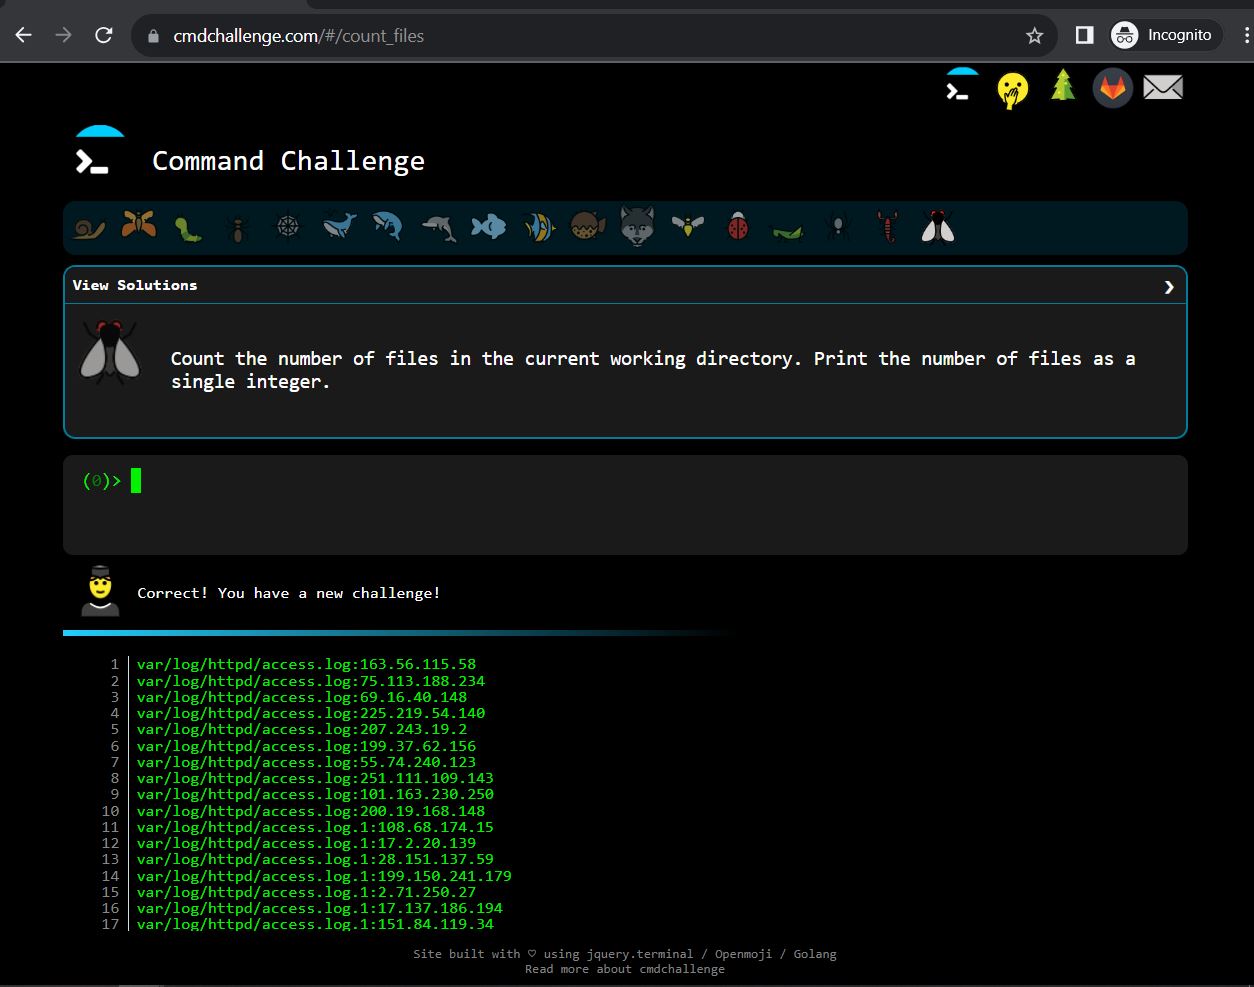 cmdchallenge.com/#/count_files
Incognito
Command Challenge
View Solutions
Count the number of files in the current working directory. Print the number of files as a
single integer.
(0)>
Correct! You have a new challenge!
1 var/log/httpd/access.log:163.56.115.58
2 var/log/httpd/access.log:75.113.188.234
3 var/log/httpd/access.log:69.16.40.148
4 var/log/httpd/access.log:225.219.54.140
5 var/log/httpd/access.log:207.243.19.2
6 var/log/httpd/access.log:199.37.62.156
7 var/log/httpd/access.log:55.74.240.123
8 var/log/httpd/access.log:251.111.109.143
9 var/log/httpd/access.log:101.163.230.250
10 var/log/httpd/access.log:200.19.168.148
11 var/log/httpd/access.log.1:108.68.174.15
12 var/log/httpd/access.log.1:17.2.20.139
13 var/log/httpd/access.log.1:28.151.137.59
14 var/log/httpd/access.log.1:199.150.241.179
15 var/log/httpd/access.log.1:2.71.250.27
16 var/log/httpd/access.log.1:17.137.186.194
17 var/log/httpd/access.log.1:151.84.119.34
Site built with ♡ using jquery.terminal / Openmoji / Golang
Read more about cmdchallenge